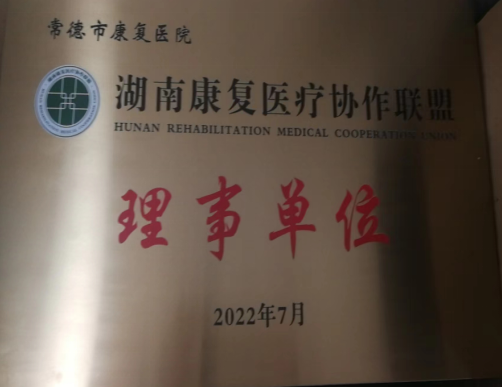 常德市康复医院
湖南康复医疗协作联盟
HUNAN REHABILITATION MEDICAL COOPERATION UNION
理事单位
2022年7月